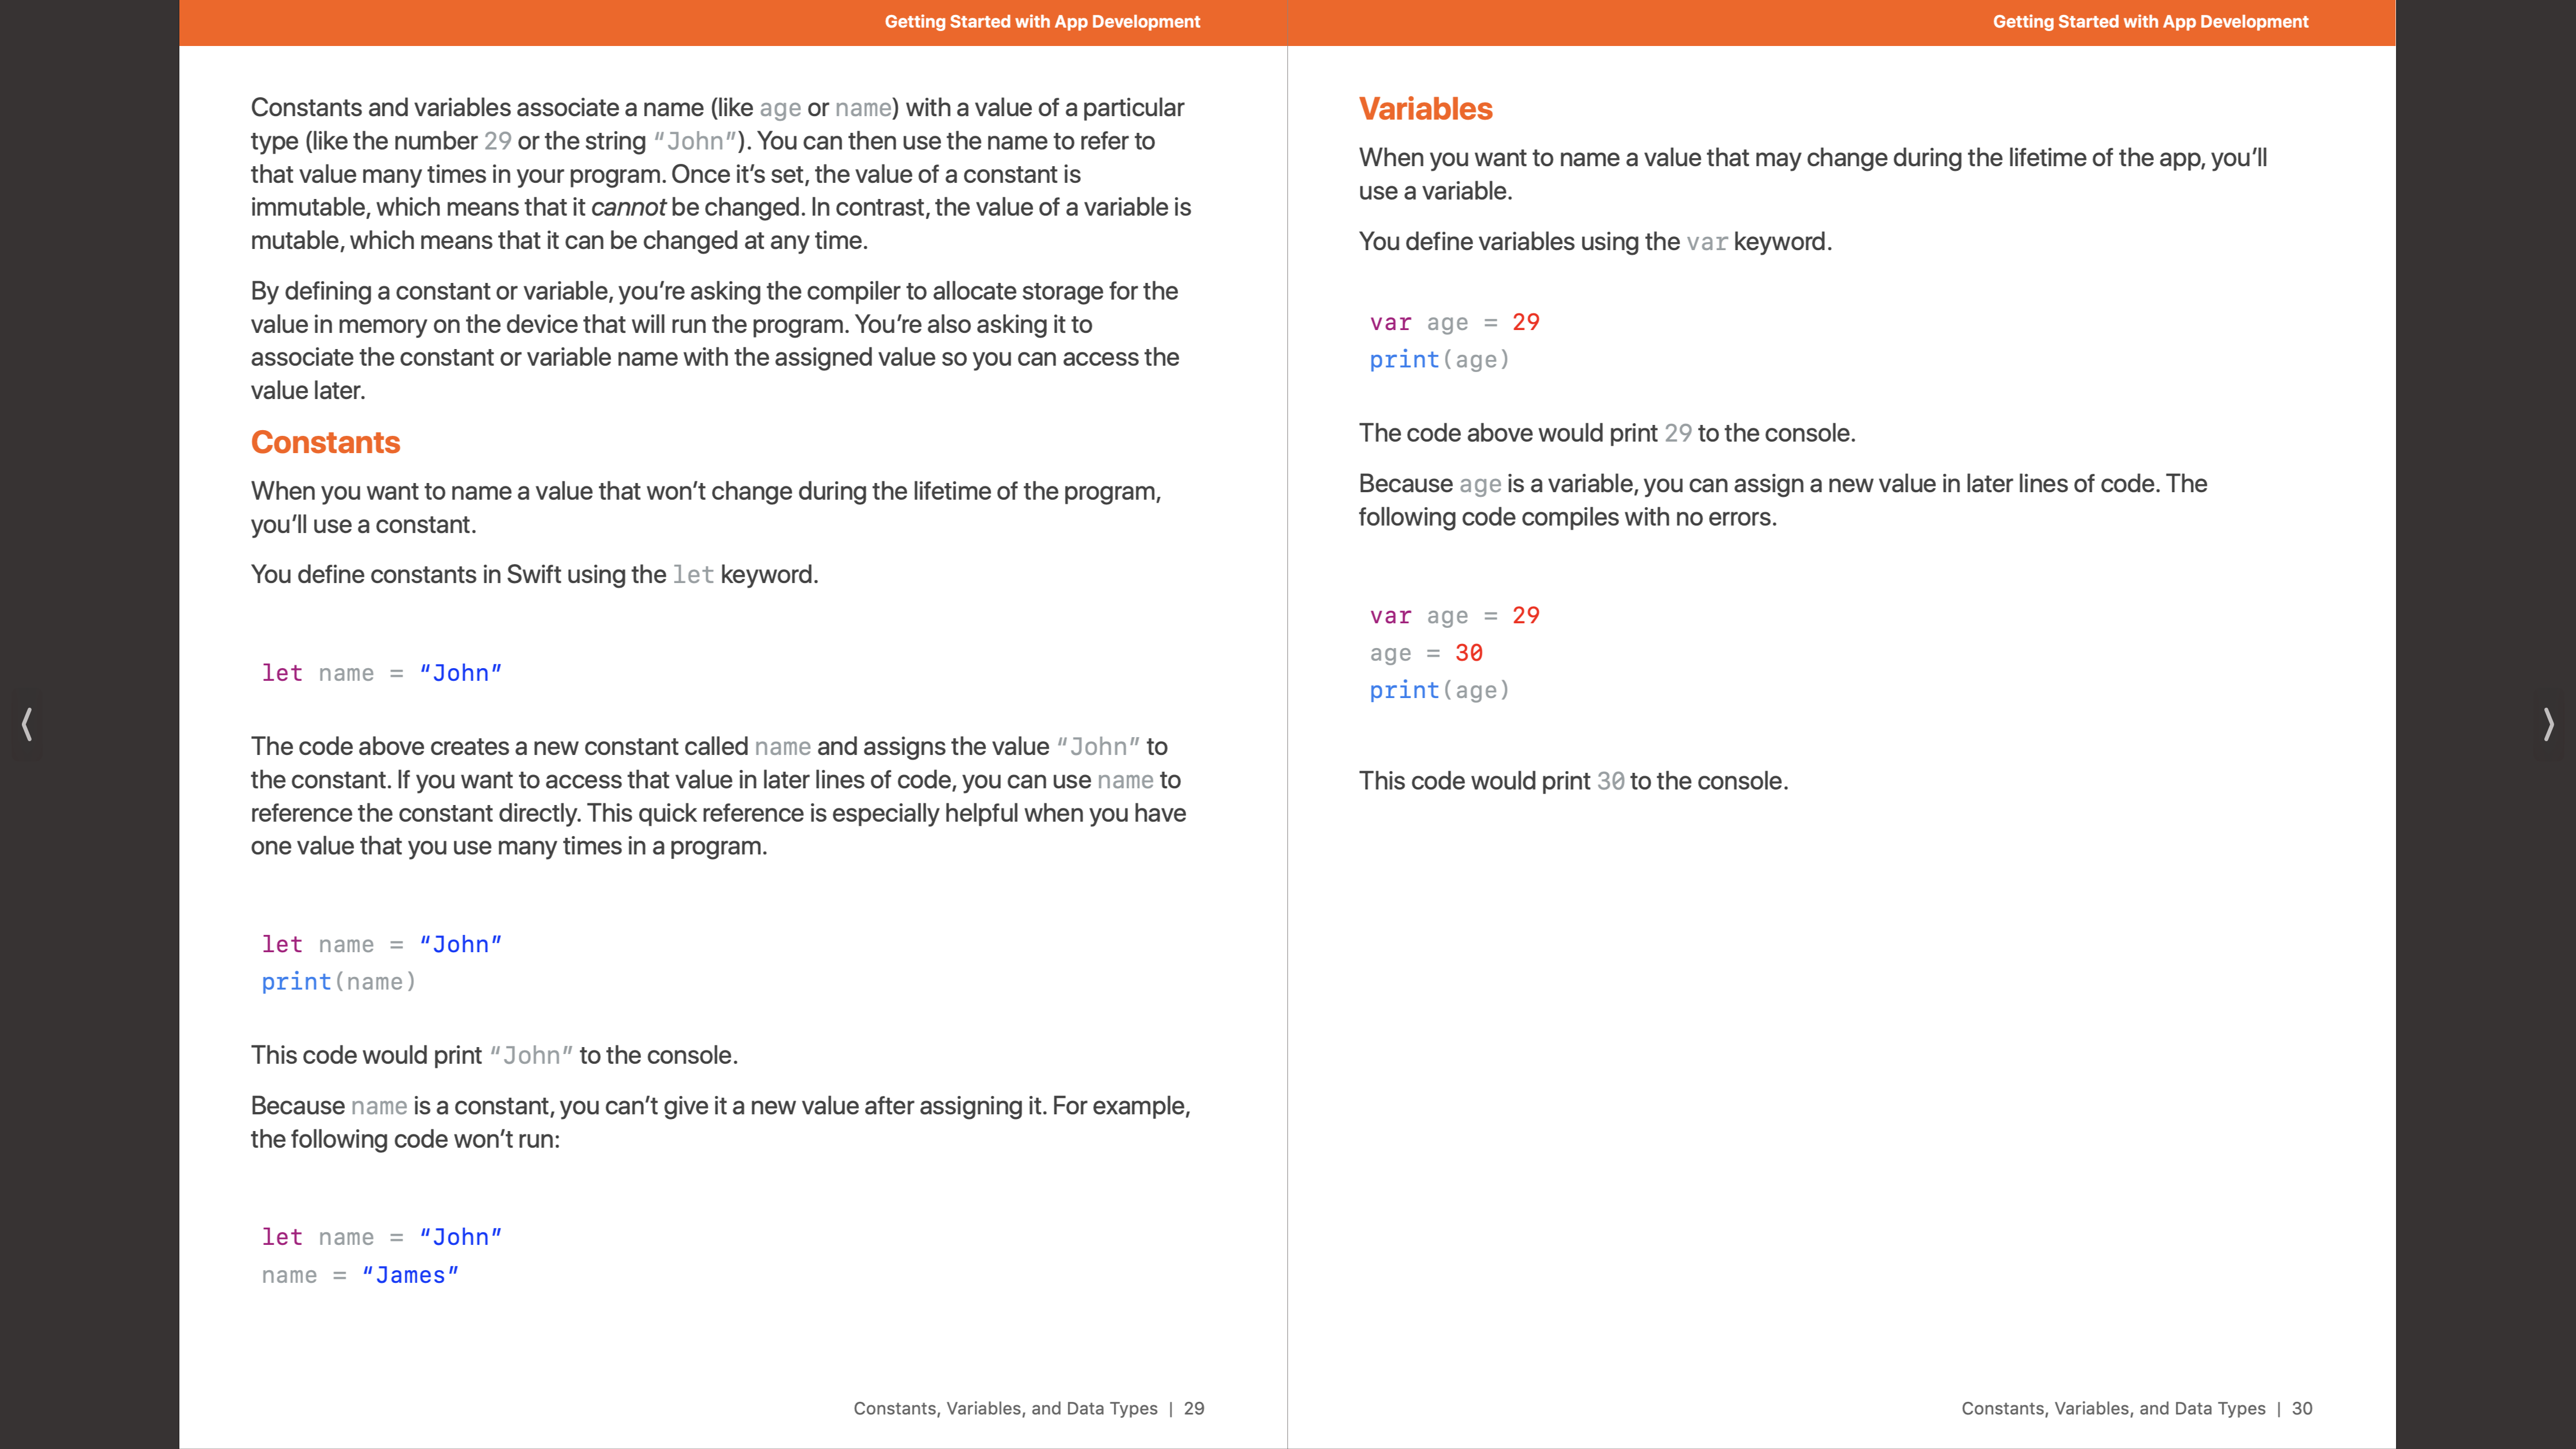 Getting Started with App Development
Constants and variables associate a name (like age or name) with a value of a particular
type (like the number 29 or the string “John”). You can then use the name to refer to
that value many times in your program. Once it’s set, the value of a constant is
immutable, which means that it cannot be changed. In contrast, the value of a variable is
mutable, which means that it can be changed at any time.
By defining a constant or variable, you’re asking the compiler to allocate storage for the
value in memory on the device that will run the program. You’re also asking it to
associate the constant or variable name with the assigned value so you can access the
value later.
Constants
When you want to name a value that won’t change during the lifetime of the program,
you’ll use a constant.
You define constants in Swift using the let keyword.
let name = “John”
The code above creates a new constant called name and assigns the value “John” to
the constant. If you want to access that value in later lines of code, you can use name to
reference the constant directly. This quick reference is especially helpful when you have
one value that you use many times in a program.
let name = “John”
print(name)
This code would print “John” to the console.
Because name is a constant, you can’t give it a new value after assigning it. For example,
the following code won’t run:
let name = “John”
name = “James”
Constants, Variables, and Data Types | 29
Getting Started with App Development
Variables
When you want to name a value that may change during the lifetime of the app, you’ll
use a variable.
You define variables using the var keyword.
var age = 29
print(age)
The code above would print 29 to the console.
Because age is a variable, you can assign a new value in later lines of code. The
following code compiles with no errors.
var age = 29
age = 30
print(age)
This code would print 30 to the console.
Constants, Variables, and Data Types | 30